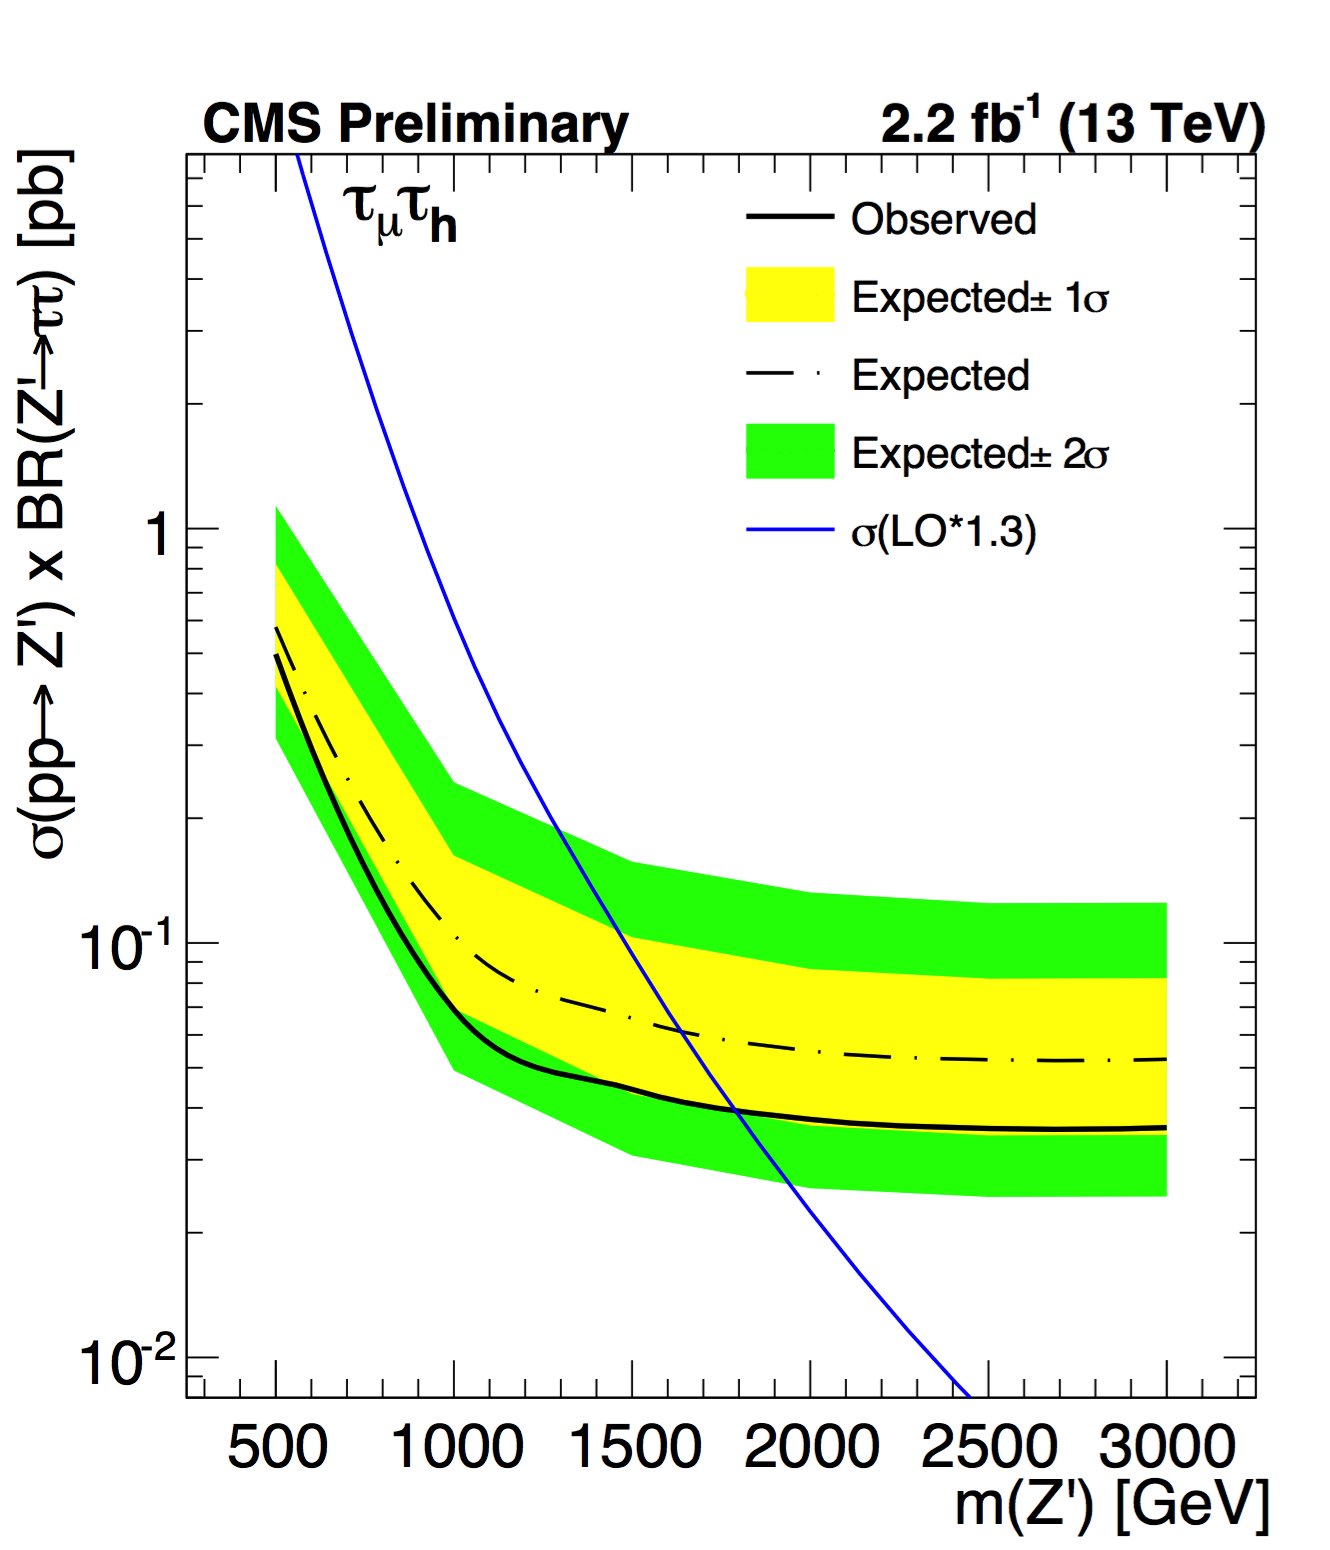 CMS Preliminary 2.2 fb⁻¹ (13 TeV)
σ(pp→ Z') x BR(Z'→ττ) [pb]
τμτh
Observed
Expected± 1σ
Expected
Expected± 2σ
σ(LO*1.3)
1
10⁻¹
10⁻²
500 1000 1500 2000 2500 3000
m(Z') [GeV]